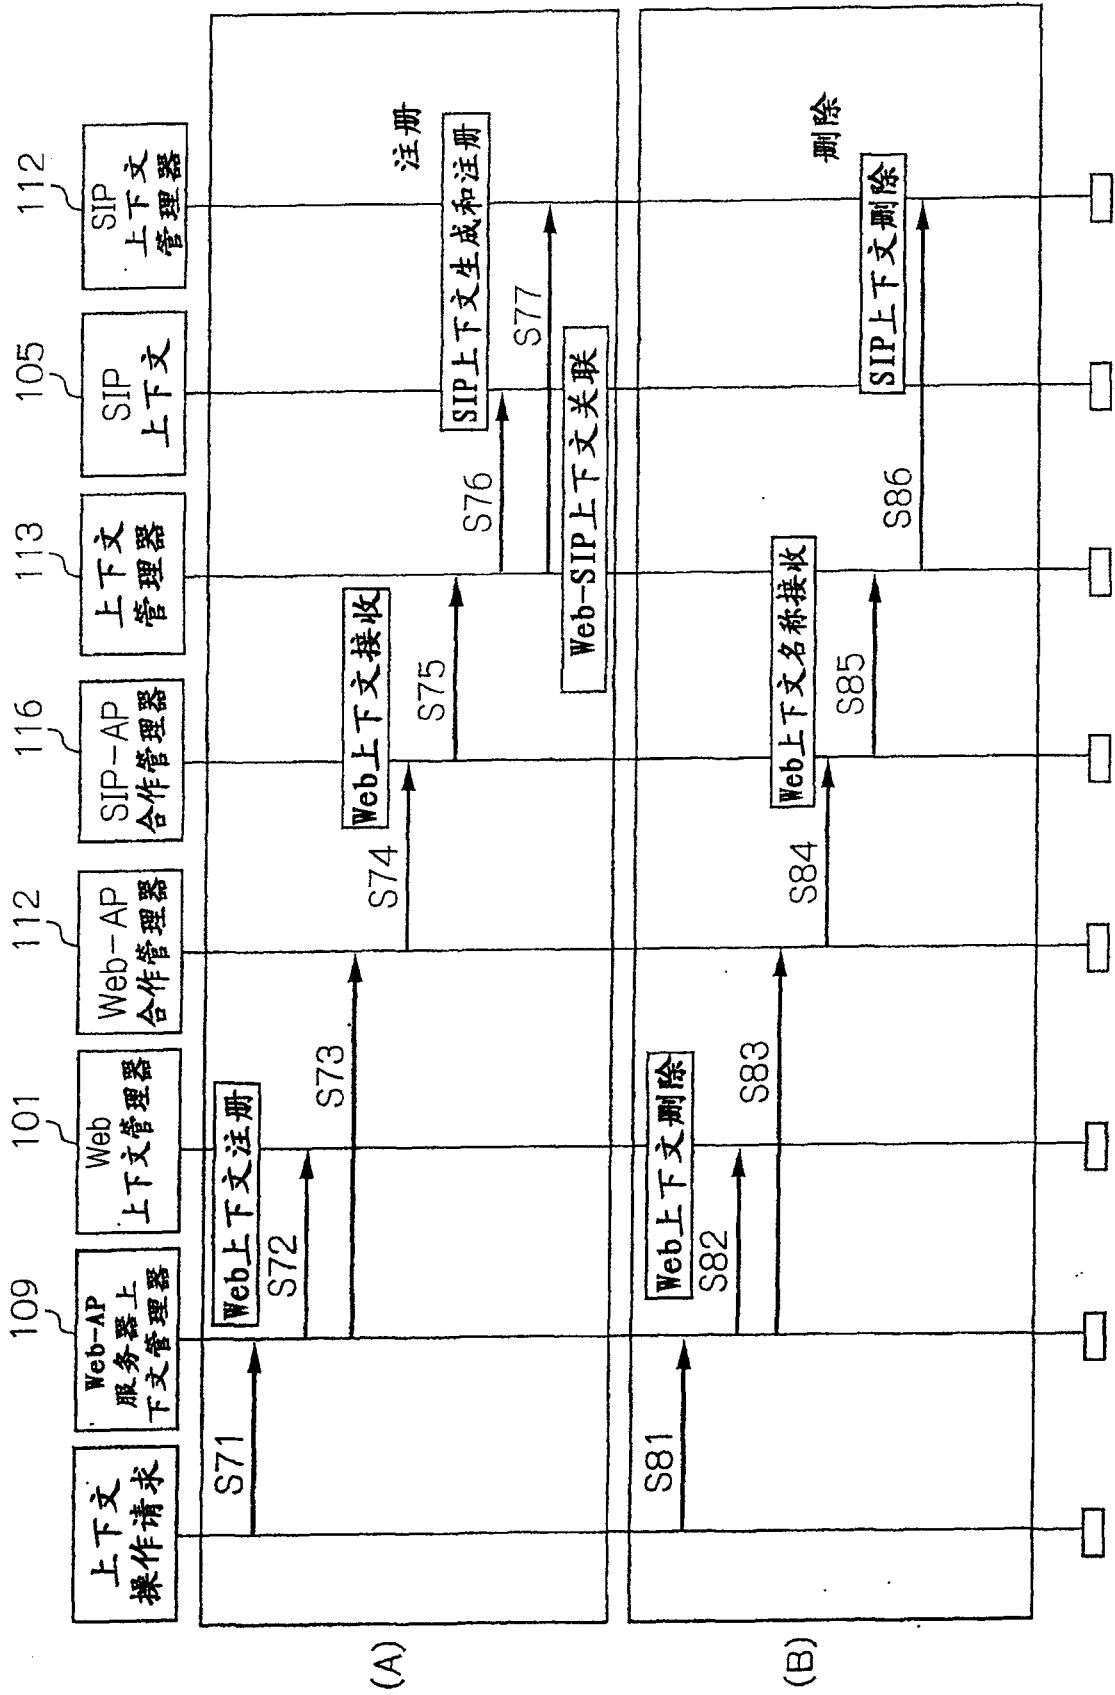 上下文
操作请求
109
Web-AP
服务器上
下文管理器
101
Web
上下文管理器
112
Web-AP
合作管理器
116
SIP-AP
合作管理器
113
上下文
管理器
105
SIP
上下文
112
SIP
上下文
管理器
(A)
注册
S71
Web上下文注册
S72
S73
S74
Web上下文接收
S75
S76
SIP上下文生成和注册
S77
Web-SIP上下文关联
(B)
删除
S81
Web上下文删除
S82
S83
S84
Web上下文名称接收
S85
S86
SIP上下文删除